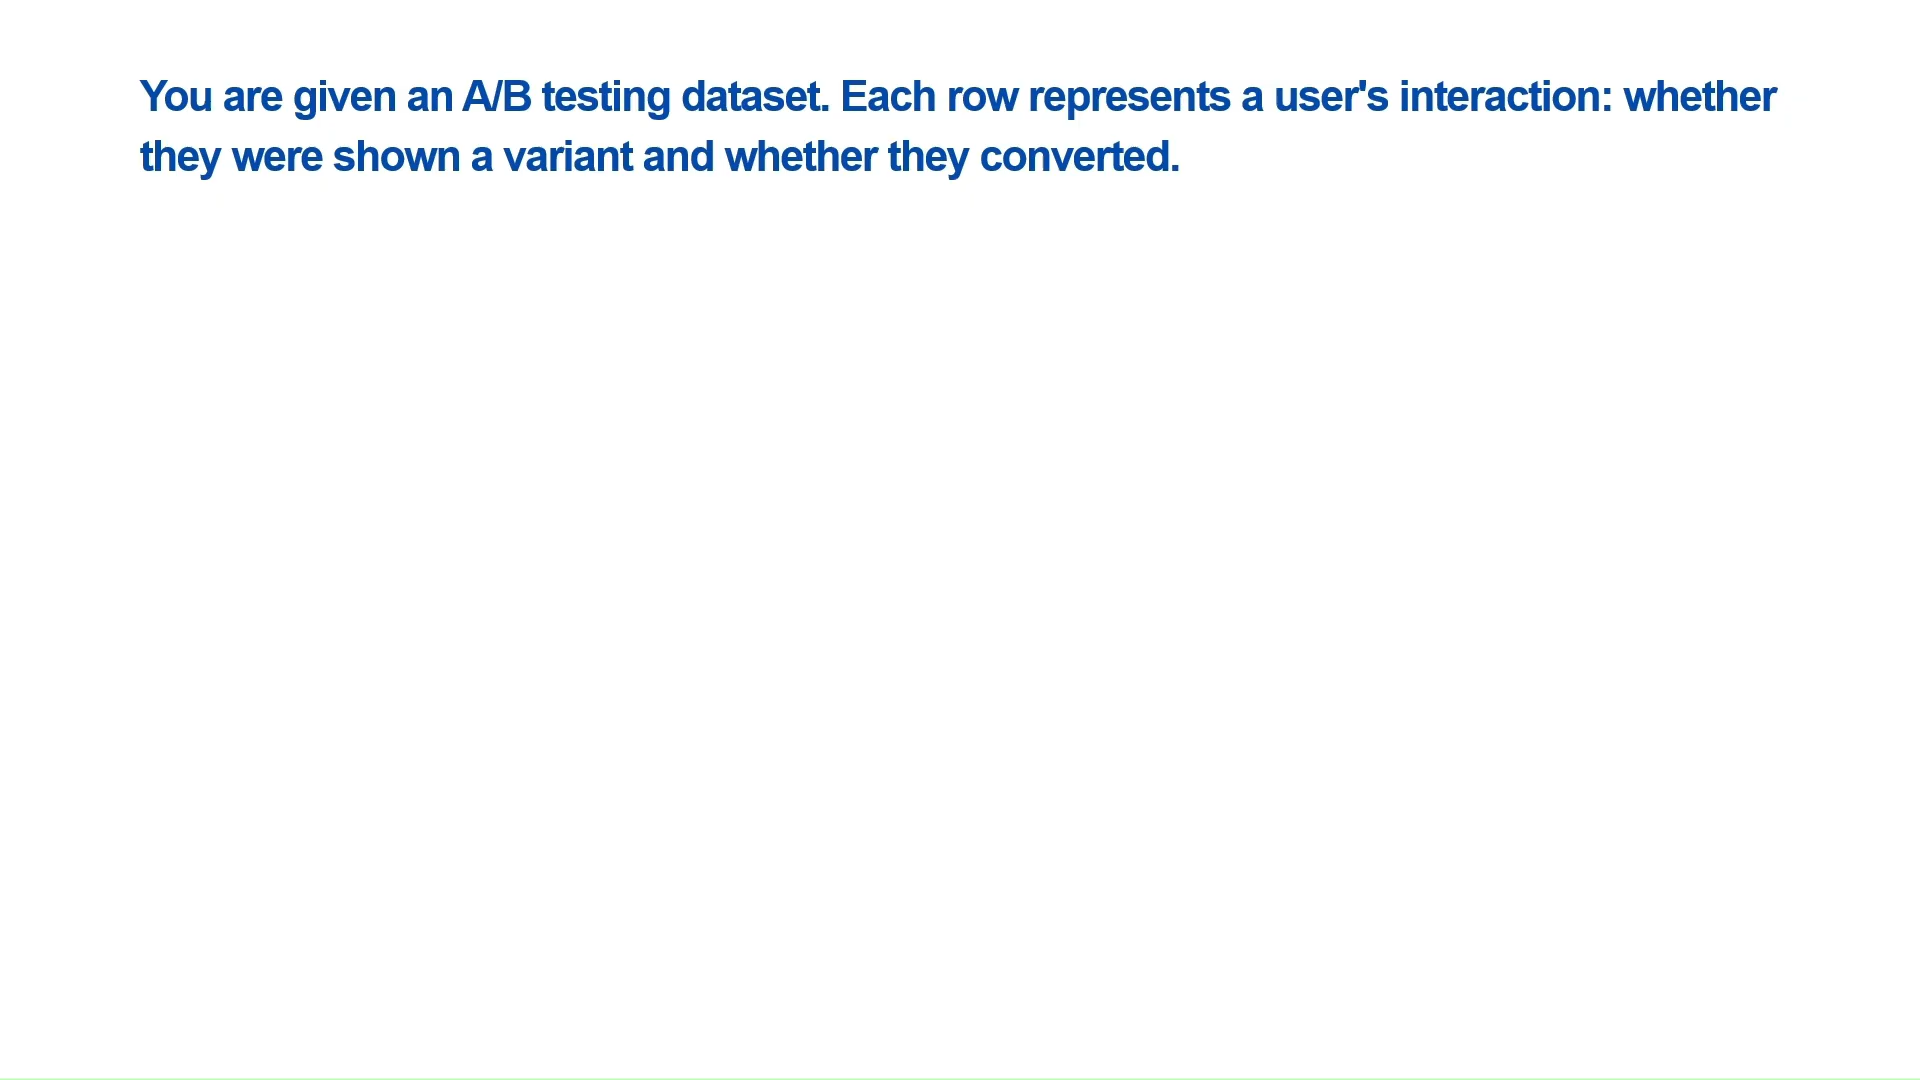 You are given an A/B testing dataset. Each row represents a user's interaction: whether
they were shown a variant and whether they converted.